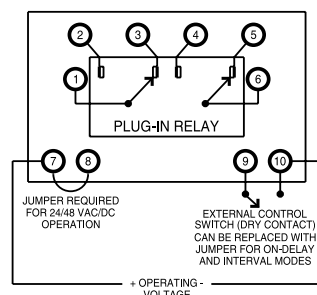 2 3 4 5
1 6
PLUG-IN RELAY
7 8 9 10
JUMPER REQUIRED
FOR 24/48 VAC/DC
OPERATION
EXTERNAL CONTROL
SWITCH (DRY CONTACT)
CAN BE REPLACED WITH
JUMPER FOR ON-DELAY
AND INTERVAL MODES
+ OPERATING -
VOLTAGE